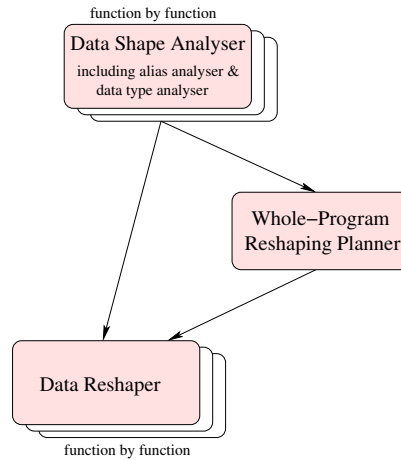 function by function
Data Shape Analyser
including alias analyser &
data type analyser
Whole−Program
Reshaping Planner
Data Reshaper
function by function